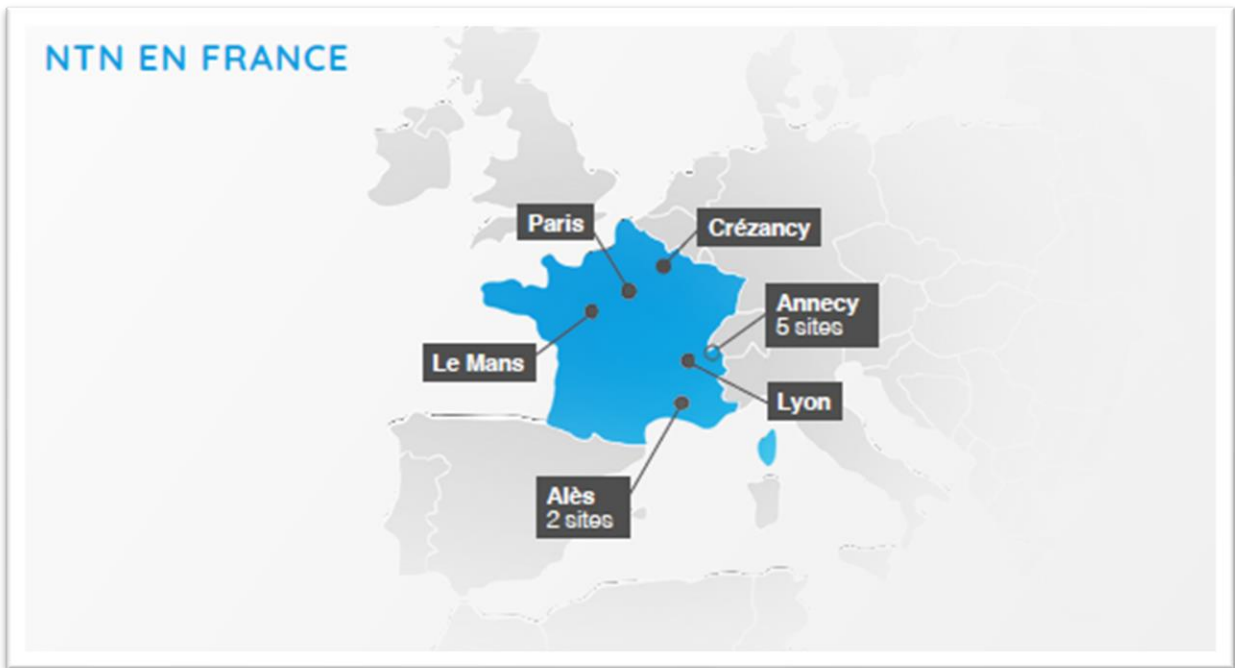 NTN EN FRANCE
Paris
Crézancy
Annecy
5 sites
Le Mans
Lyon
Alès
2 sites